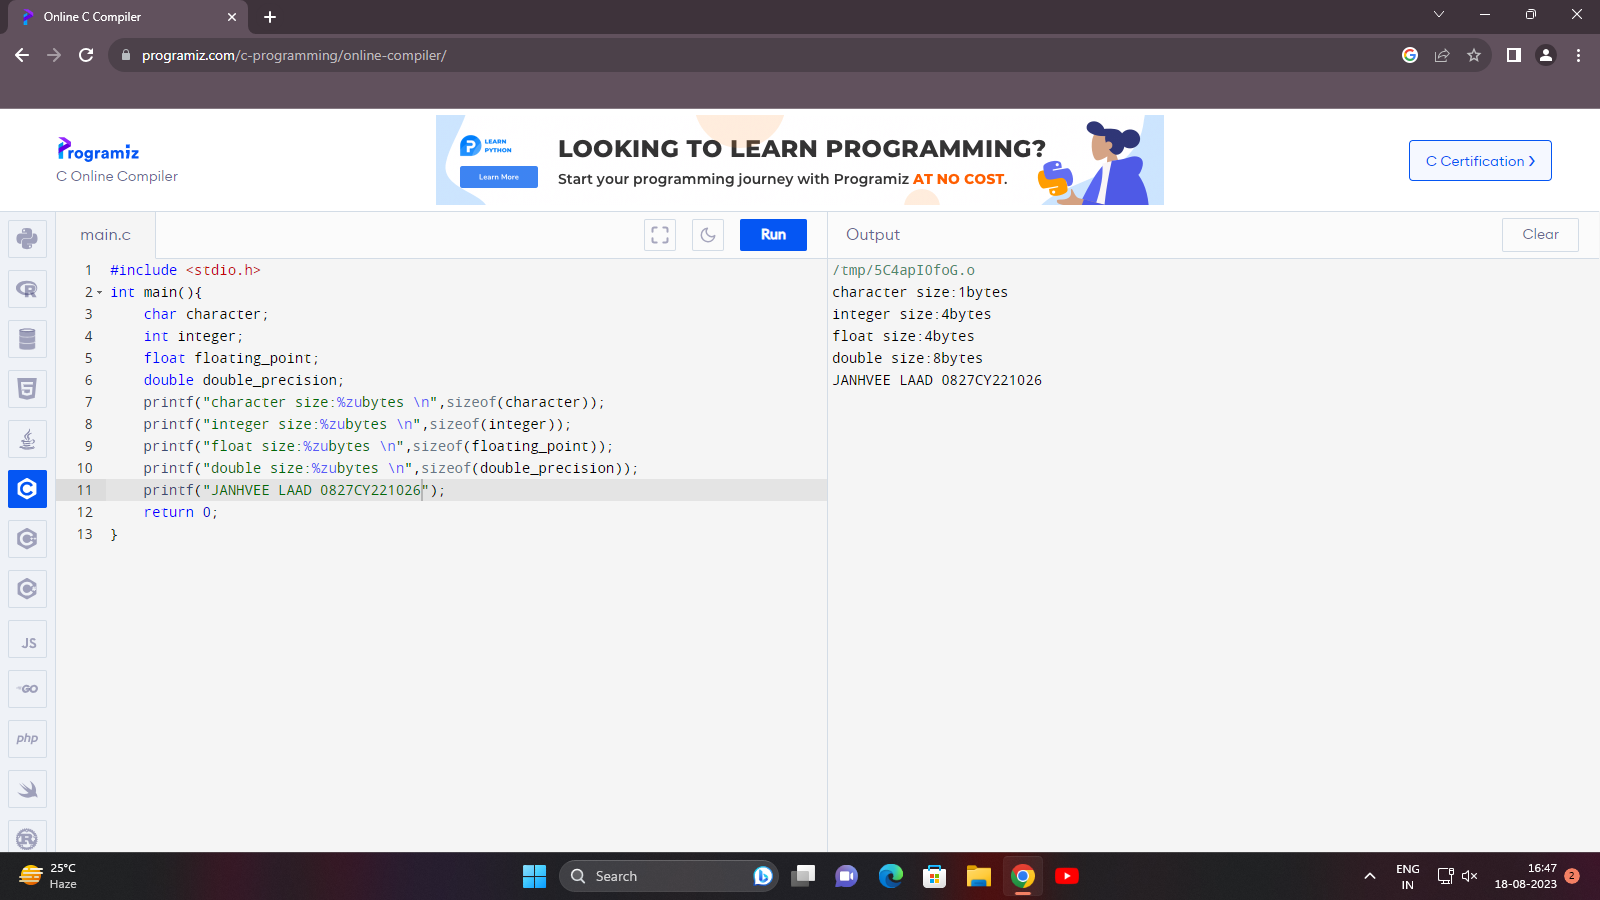 Online C Compiler
programiz.com/c-programming/online-compiler/
Programiz
C Online Compiler
LEARN
PYTHON
Learn More
LOOKING TO LEARN PROGRAMMING?
Start your programming journey with Programiz AT NO COST.
C Certification
main.c
Run
Output
Clear
1 #include <stdio.h>
2 int main(){
3 char character;
4 int integer;
5 float floating_point;
6 double double_precision;
7 printf("character size:%zubytes \n",sizeof(character));
8 printf("integer size:%zubytes \n",sizeof(integer));
9 printf("float size:%zubytes \n",sizeof(floating_point));
10 printf("double size:%zubytes \n",sizeof(double_precision));
11 printf("JANHVEE LAAD 0827CY221026");
12 return 0;
13 }
/tmp/5C4apIOfoG.o
character size:1bytes
integer size:4bytes
float size:4bytes
double size:8bytes
JANHVEE LAAD 0827CY221026
JS
GO
php
25°C
Haze
Search
ENG
IN
16:47
18-08-2023
2